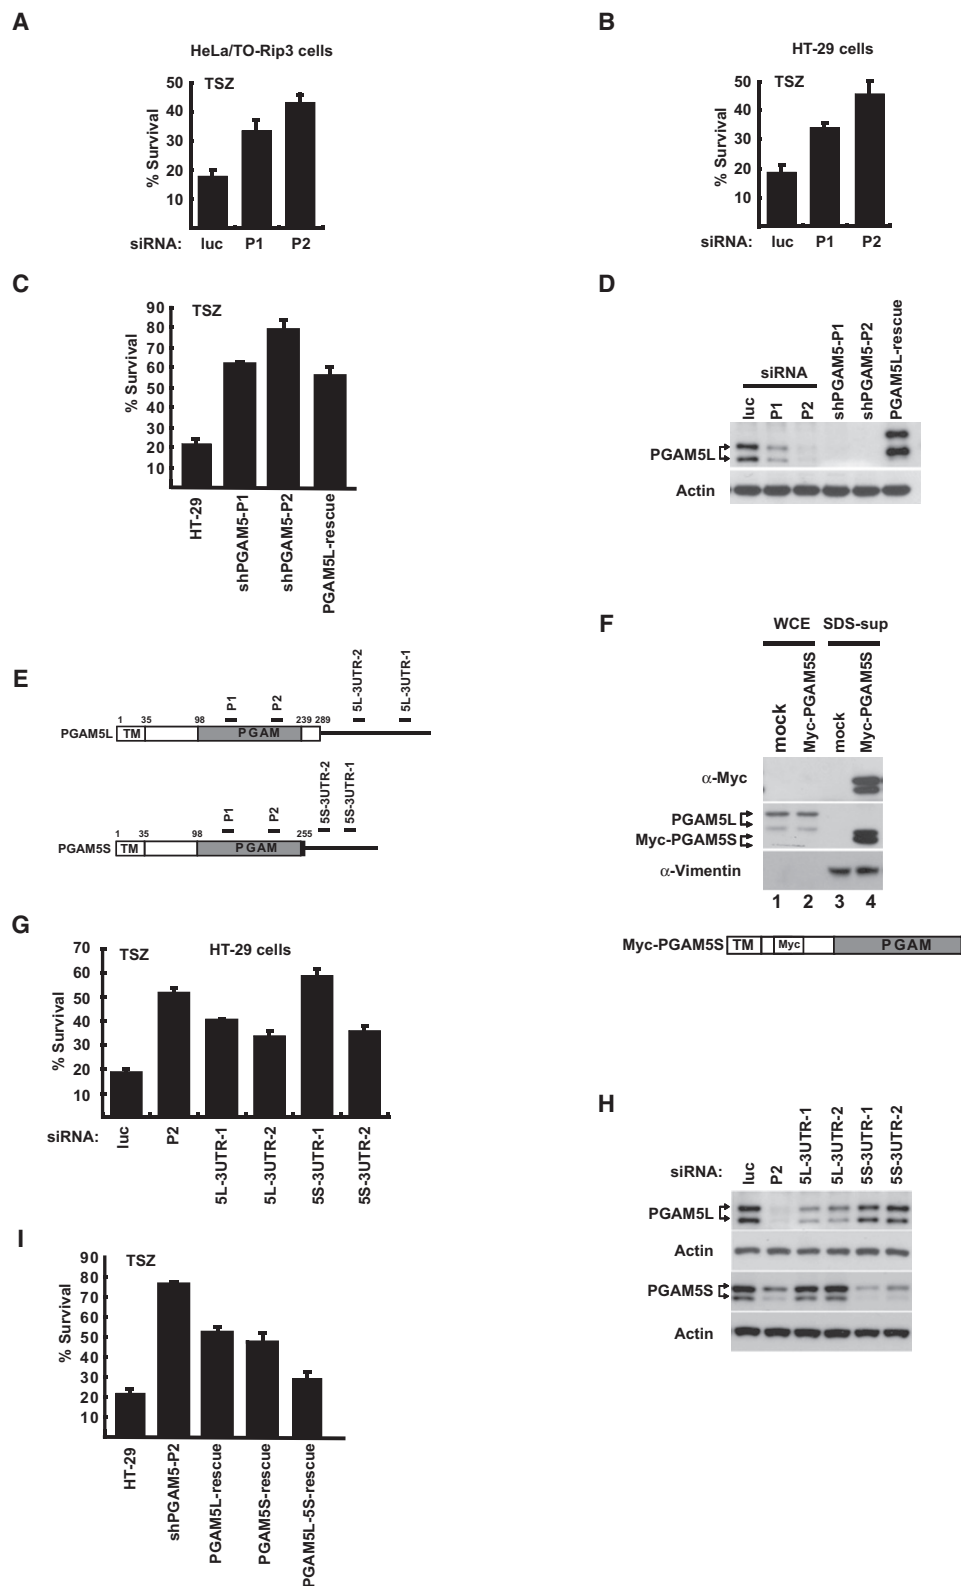 A
HeLa/TO-Rip3 cells
TSZ
% Survival
50
40
30
20
10
siRNA: luc P1 P2
B
HT-29 cells
TSZ
% Survival
50
40
30
20
10
siRNA: luc P1 P2
C
TSZ
% Survival
90
80
70
60
50
40
30
20
10
HT-29
shPGAM5-P1
shPGAM5-P2
PGAM5L-rescue
D
siRNA
luc
P1
P2
shPGAM5-P1
shPGAM5-P2
PGAM5L-rescue
PGAM5L
Actin
E
P1
P2
5L-3UTR-2
5L-3UTR-1
1 35 98 239 289
PGAM5L TM PGAM
P1
P2
5S-3UTR-2
5S-3UTR-1
1 35 98 255
PGAM5S TM PGAM
F
WCE SDS-sup
mock
Myc-PGAM5S
mock
Myc-PGAM5S
α-Myc
PGAM5L
Myc-PGAM5S
α-Vimentin
1 2 3 4
Myc-PGAM5S TM Myc PGAM
G
TSZ
HT-29 cells
% Survival
70
60
50
40
30
20
10
siRNA:
luc
P2
5L-3UTR-1
5L-3UTR-2
5S-3UTR-1
5S-3UTR-2
H
siRNA:
luc
P2
5L-3UTR-1
5L-3UTR-2
5S-3UTR-1
5S-3UTR-2
PGAM5L
Actin
PGAM5S
Actin
I
TSZ
% Survival
90
80
70
60
50
40
30
20
10
HT-29
shPGAM5-P2
PGAM5L-rescue
PGAM5S-rescue
PGAM5L-5S-rescue